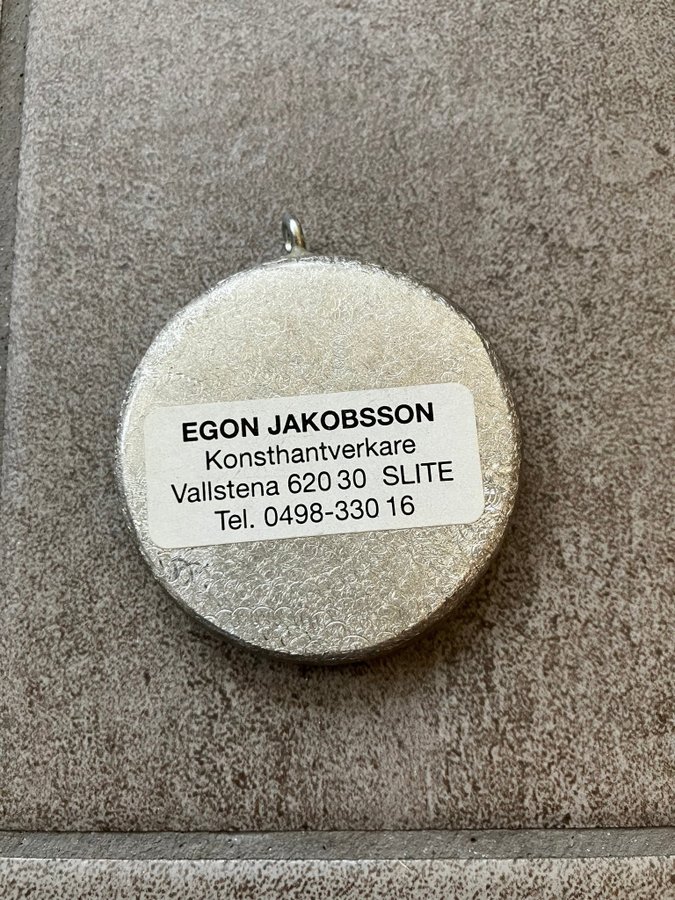 EGON JAKOBSSON
Konsthantverkare
Vallstena 620 30 SLITE
Tel. 0498-330 16